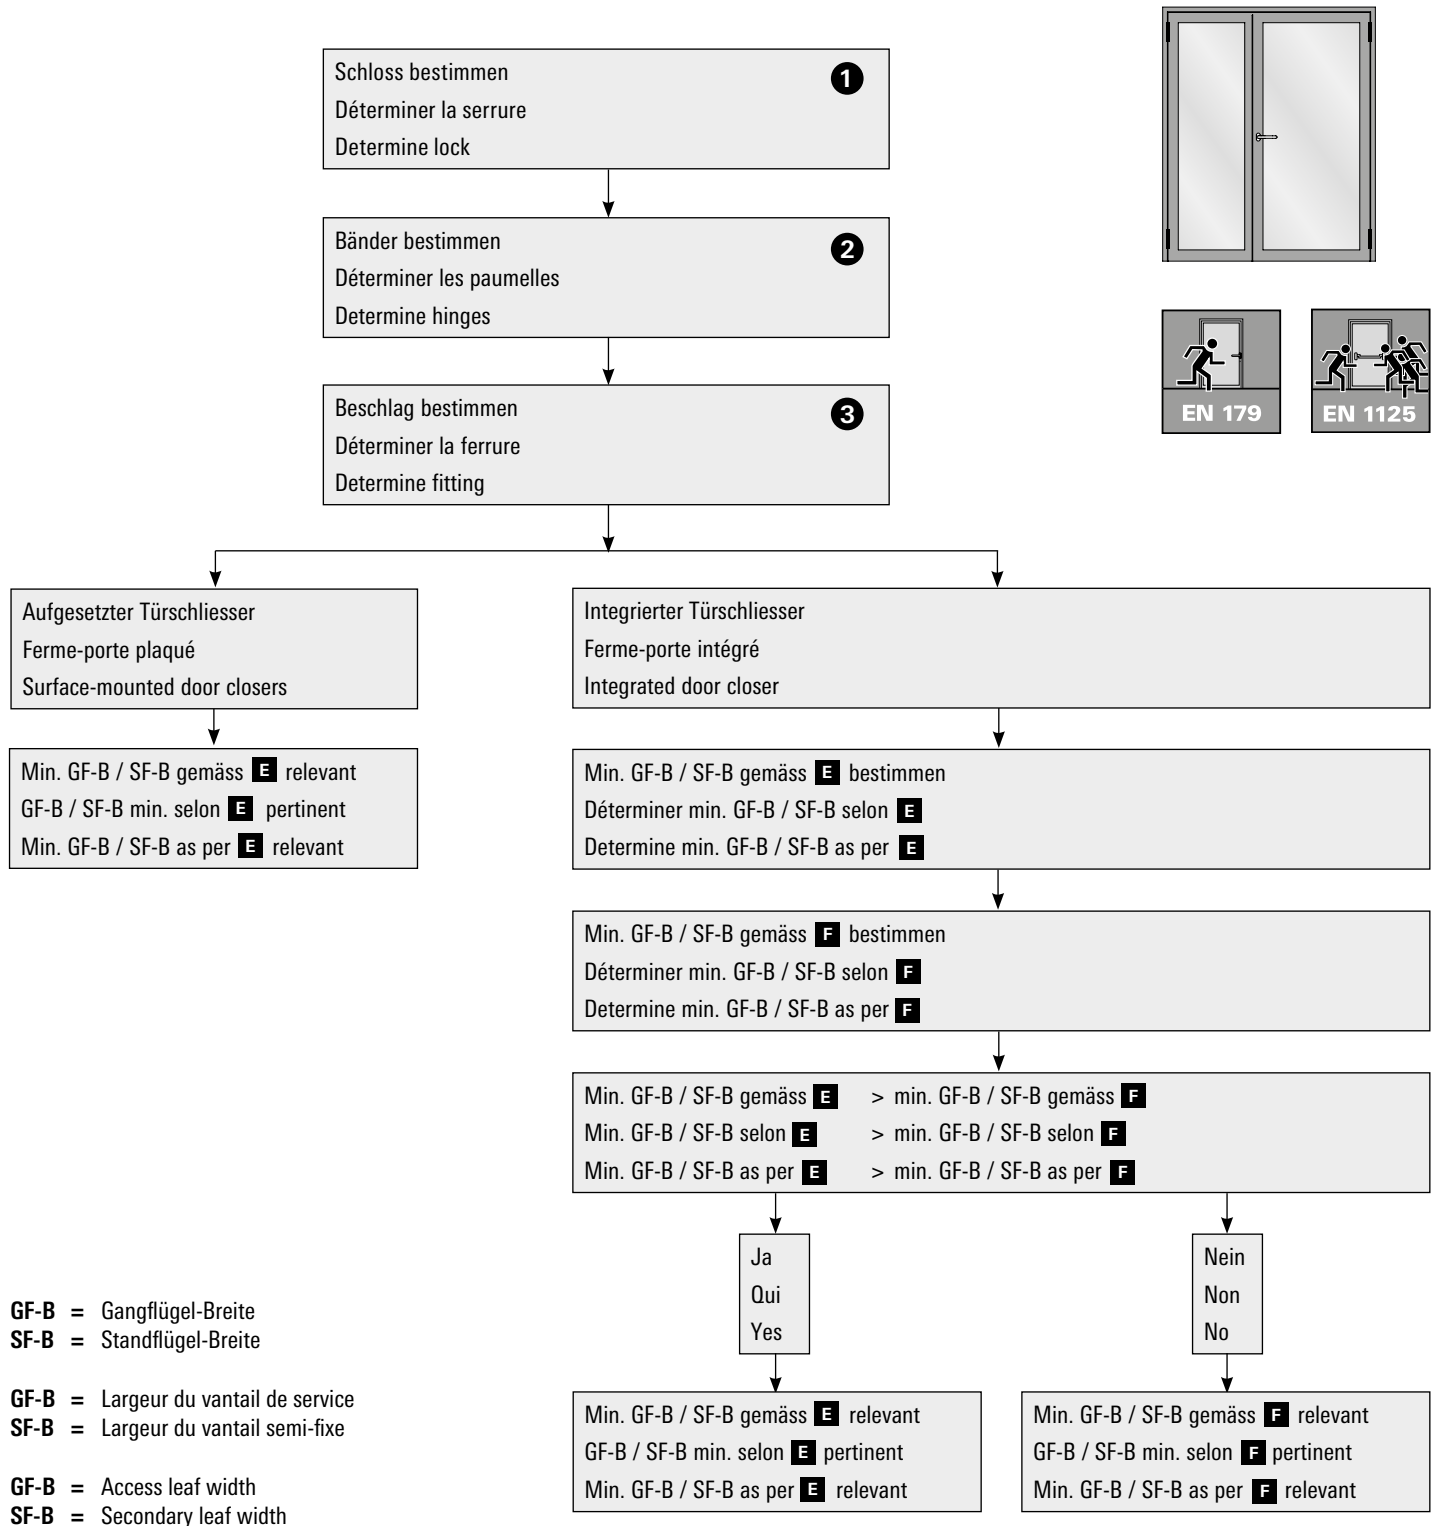 Schloss bestimmen
1
Déterminer la serrure
Determine lock
Bänder bestimmen
2
Déterminer les paumelles
Determine hinges
EN 179
EN 1125
Beschlag bestimmen
3
Déterminer la ferrure
Determine fitting
Aufgesetzter Türschliesser
Ferme-porte plaqué
Surface-mounted door closers
Integrierter Türschliesser
Ferme-porte intégré
Integrated door closer
Min. GF-B / SF-B gemäss E relevant
GF-B / SF-B min. selon E pertinent
Min. GF-B / SF-B as per E relevant
Min. GF-B / SF-B gemäss E bestimmen
Déterminer min. GF-B / SF-B selon E
Determine min. GF-B / SF-B as per E
Min. GF-B / SF-B gemäss F bestimmen
Déterminer min. GF-B / SF-B selon F
Determine min. GF-B / SF-B as per F
Min. GF-B / SF-B gemäss E > min. GF-B / SF-B gemäss F
Min. GF-B / SF-B selon E > min. GF-B / SF-B selon F
Min. GF-B / SF-B as per E > min. GF-B / SF-B as per F
Ja
Qui
Yes
Nein
Non
No
Min. GF-B / SF-B gemäss E relevant
GF-B / SF-B min. selon E pertinent
Min. GF-B / SF-B as per E relevant
Min. GF-B / SF-B gemäss F relevant
GF-B / SF-B min. selon F pertinent
Min. GF-B / SF-B as per F relevant
GF-B = Gangflügel-Breite
SF-B = Standflügel-Breite
GF-B = Largeur du vantail de service
SF-B = Largeur du vantail semi-fixe
GF-B = Access leaf width
SF-B = Secondary leaf width